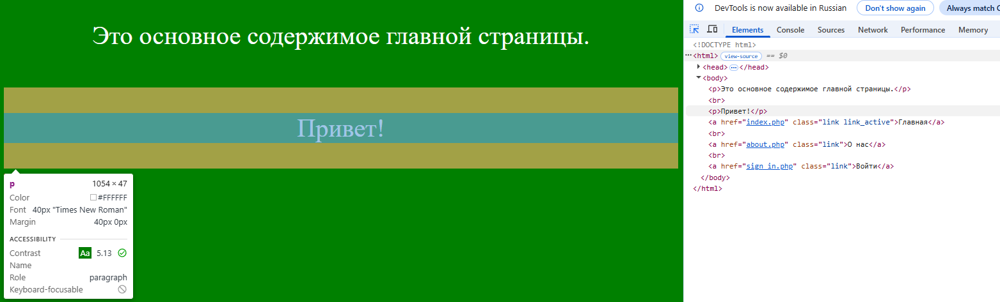 Это основное содержимое главной страницы.
Привет!
p 1054 × 47
Color #FFFFFF
Font 40px "Times New Roman"
Margin 40px 0px
ACCESSIBILITY
Contrast Aa 5.13
Name
Role paragraph
Keyboard-focusable
DevTools is now available in Russian Don't show again Always match C
Elements Console Sources Network Performance Memory
<!DOCTYPE html>
<html> view-source == $0
<head> </head>
<body>
<p>Это основное содержимое главной страницы.</p>
<br>
<p>Привет!</p>
<a href="index.php" class="link link_active">Главная</a>
<br>
<a href="about.php" class="link">О нас</a>
<br>
<a href="sign_in.php" class="link">Войти</a>
</body>
</html>